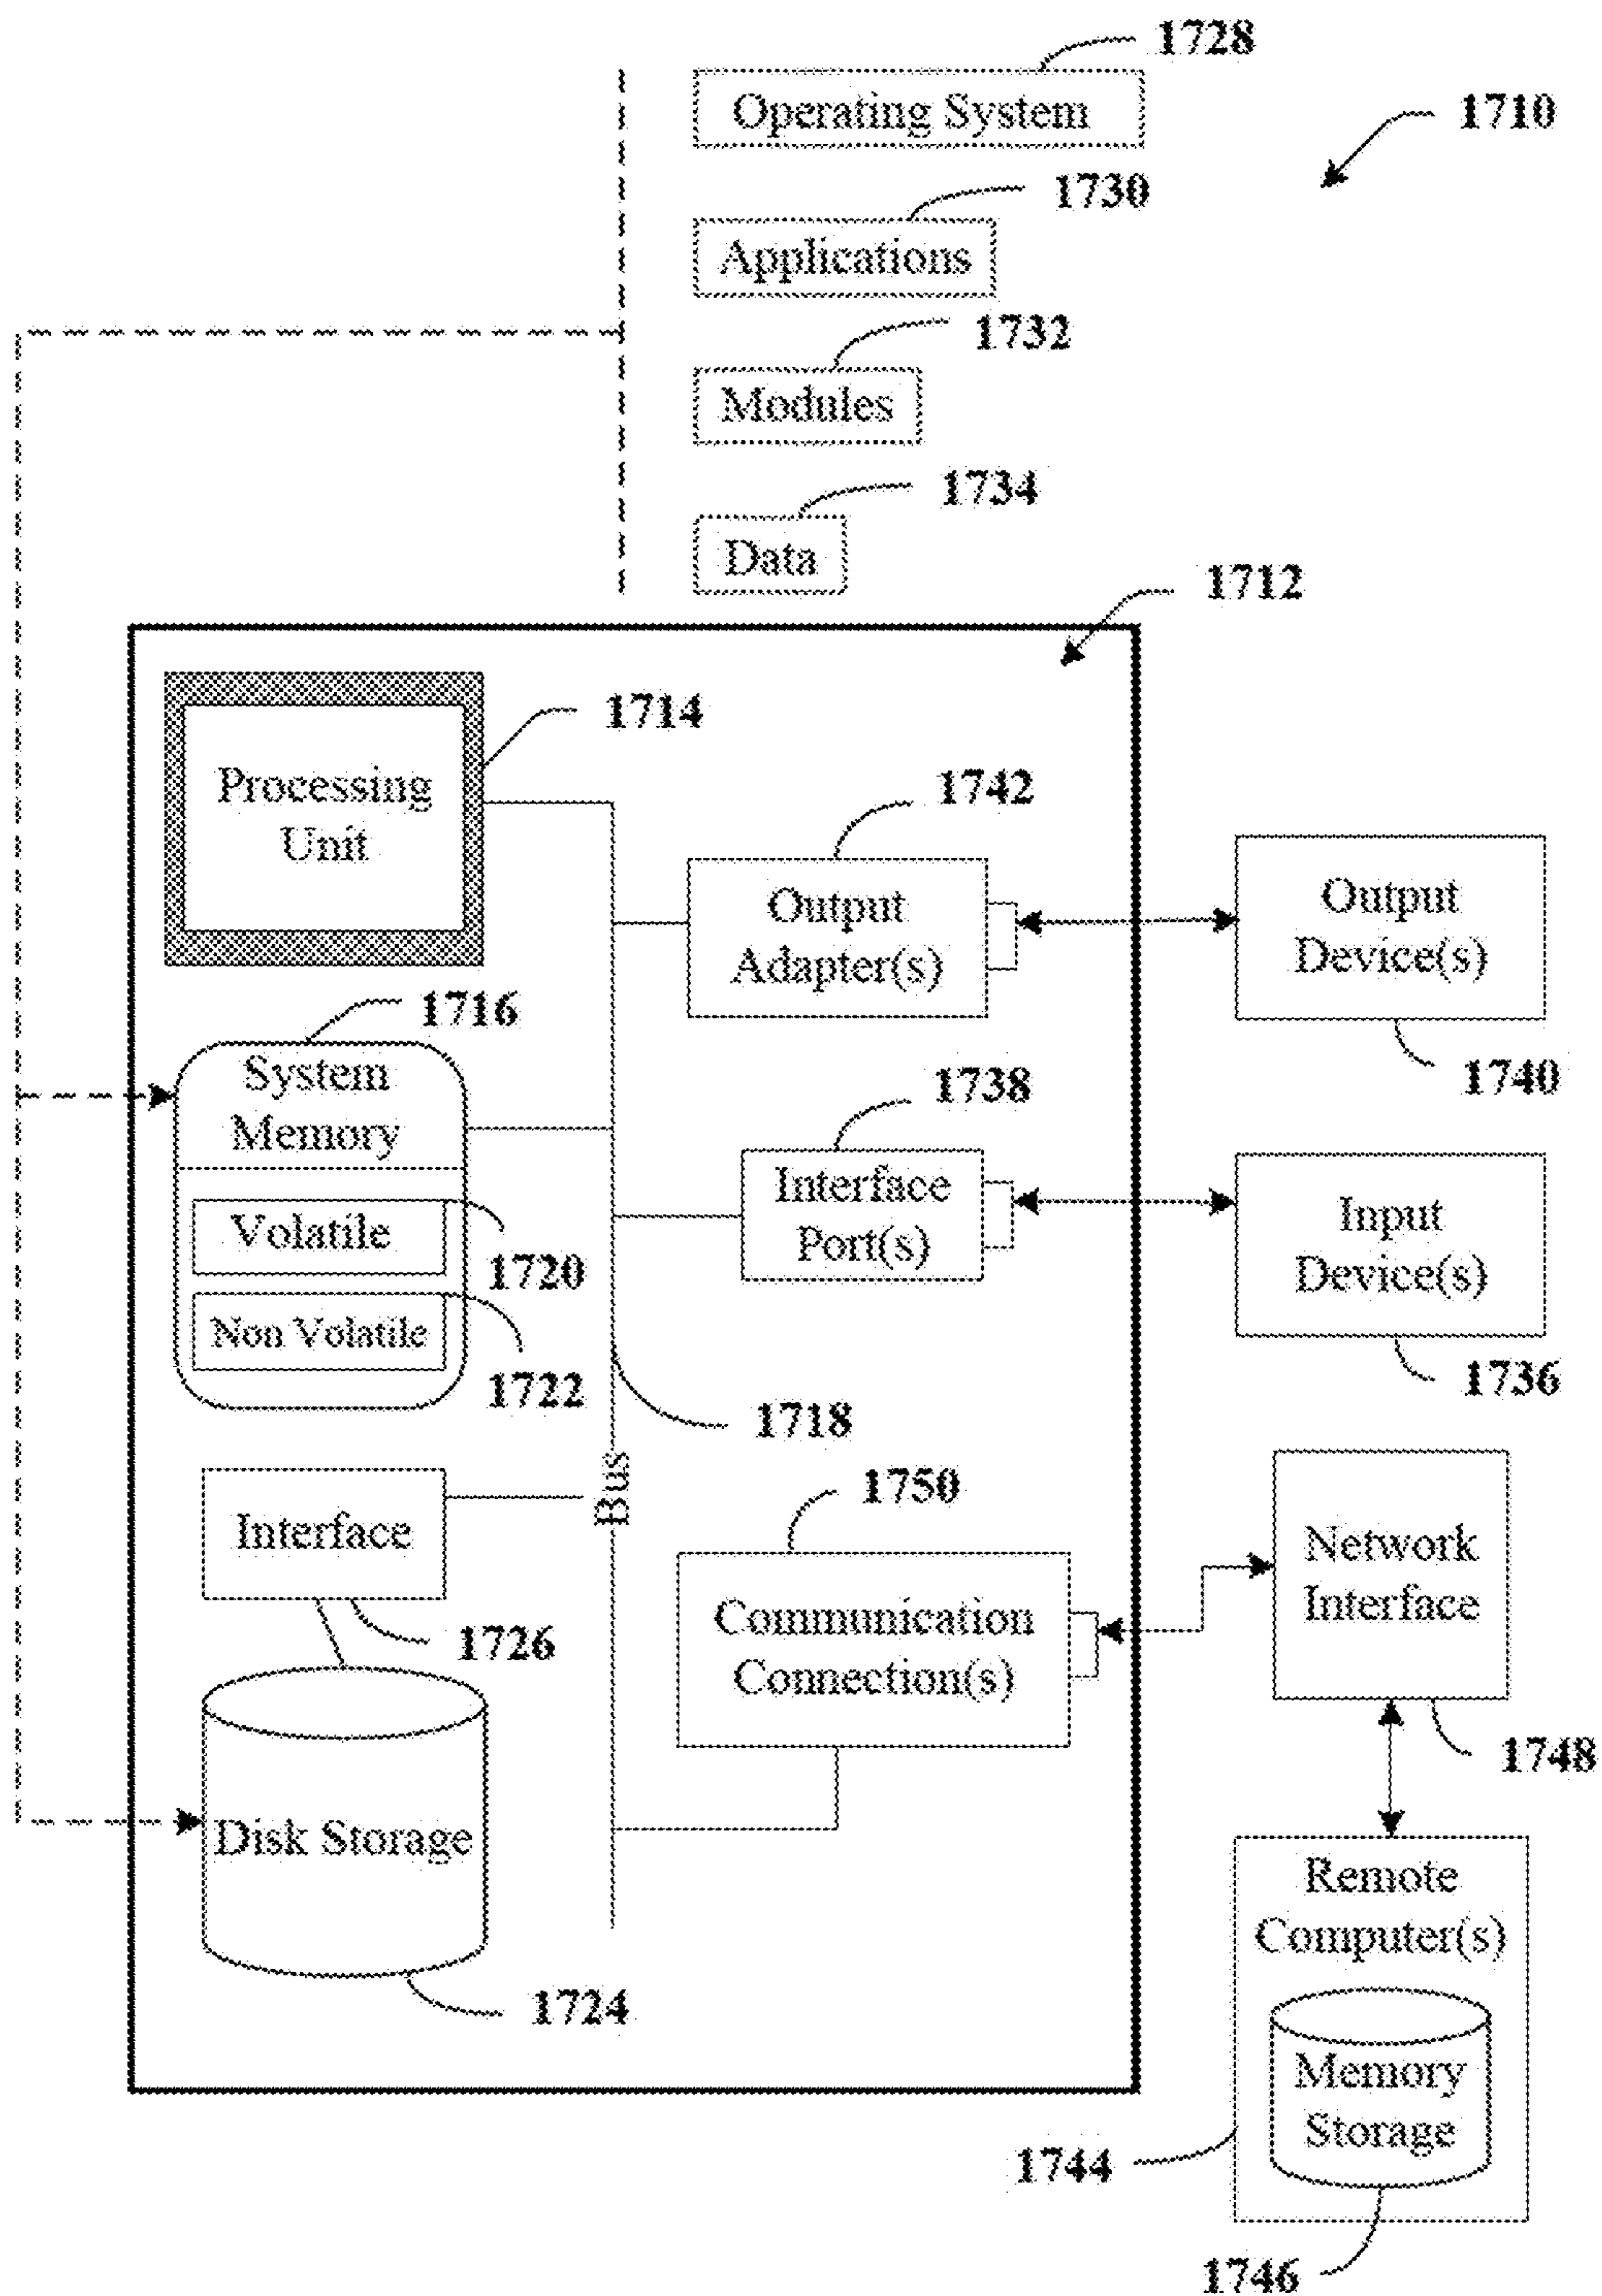 1728
Operating System
1710
1730
Applications
1732
Modules
1734
Data
1712
1714
Processing
Unit
1742
Output
Adapter(s)
Output
Device(s)
1740
1716
System
Memory
1738
Interface
Port(s)
Input
Device(s)
1736
Volatile
1720
Non Volatile
1722
1718
Bus
1750
Interface
1726
Communication
Connection(s)
Network
Interface
1748
Disk Storage
1724
Remote
Computer(s)
Memory
Storage
1744
1746